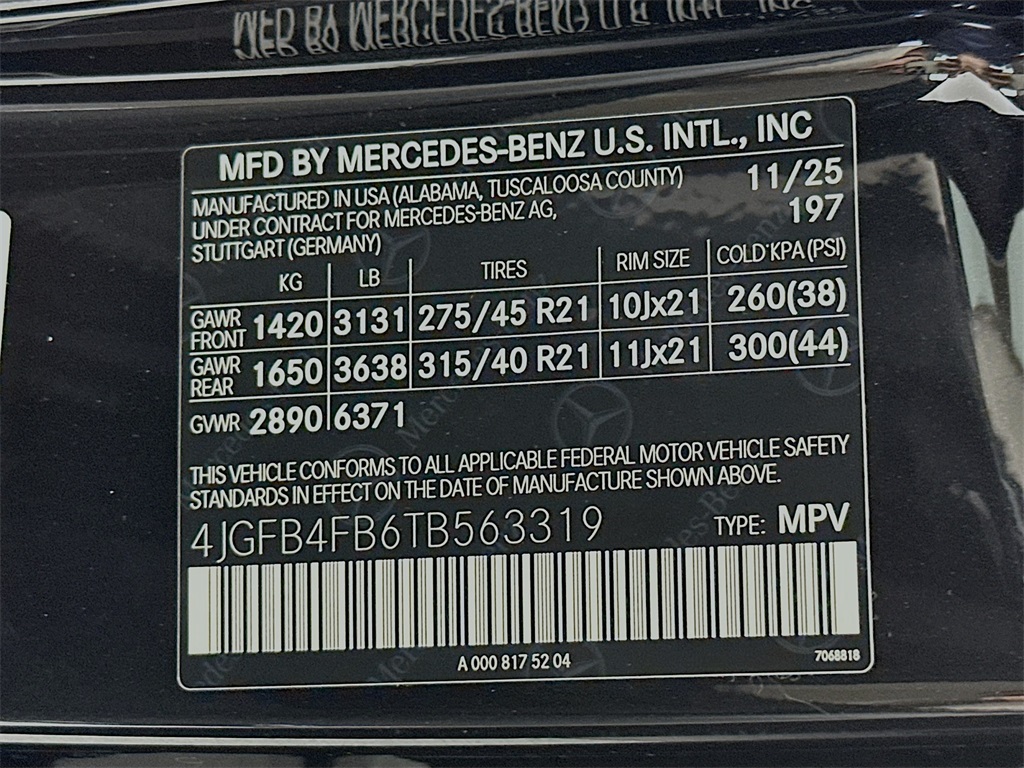 MFD BY MERCEDES-BENZ U.S. INTL., INC
MANUFACTURED IN USA (ALABAMA, TUSCALOOSA COUNTY) 11/25
UNDER CONTRACT FOR MERCEDES-BENZ AG, 197
STUTTGART (GERMANY)
KG LB TIRES RIM SIZE COLD KPA (PSI)
GAWR FRONT 1420 3131 275/45 R21 10Jx21 260(38)
GAWR REAR 1650 3638 315/40 R21 11Jx21 300(44)
GVWR 2890 6371
THIS VEHICLE CONFORMS TO ALL APPLICABLE FEDERAL MOTOR VEHICLE SAFETY
STANDARDS IN EFFECT ON THE DATE OF MANUFACTURE SHOWN ABOVE.
4JGFB4FB6TB563319 TYPE: MPV
A 000 817 52 04 7068818